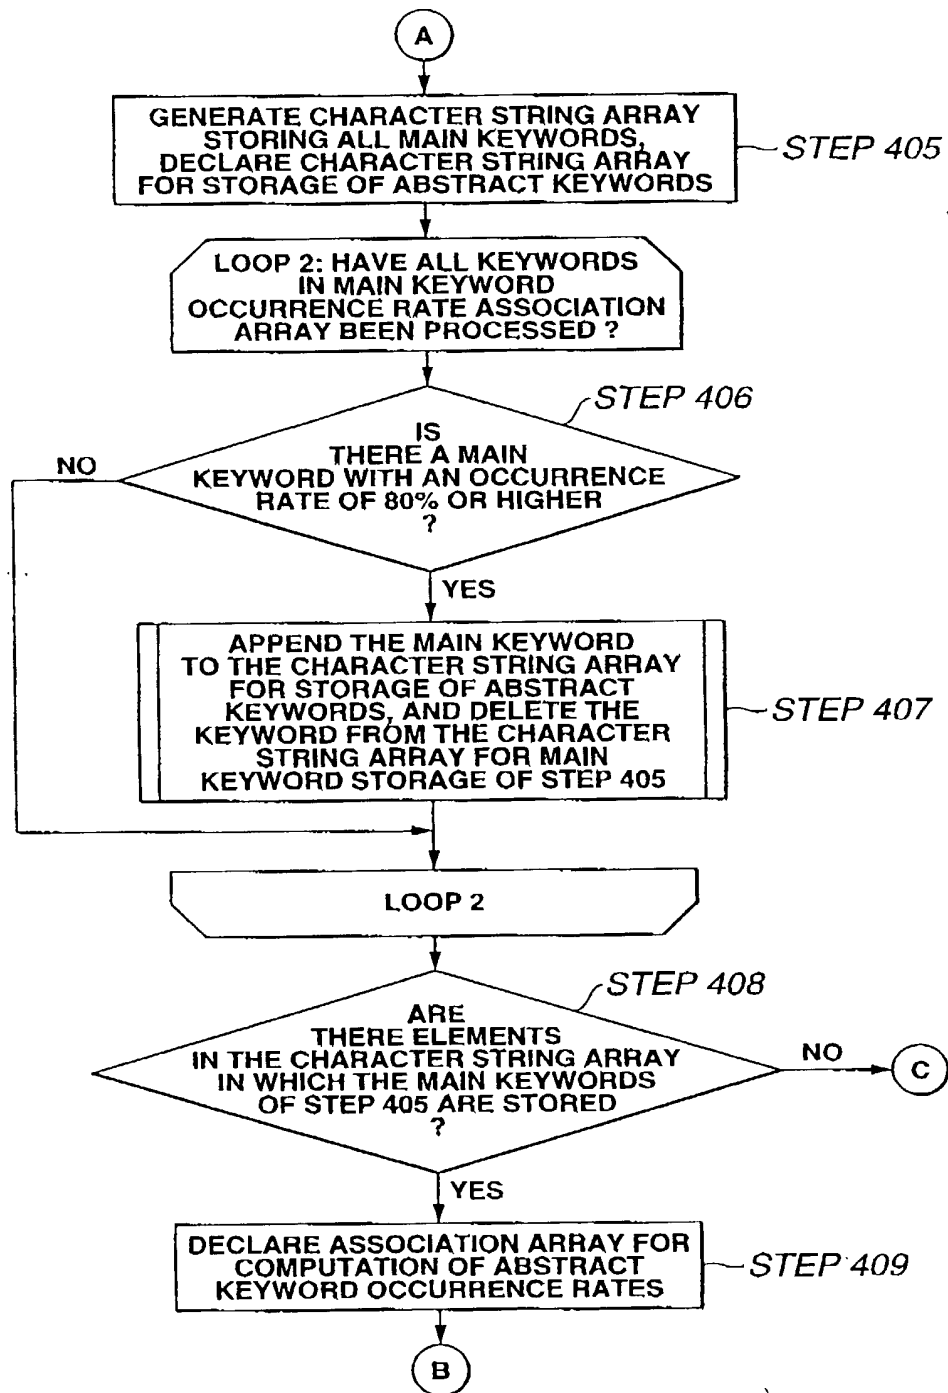 A
GENERATE CHARACTER STRING ARRAY
STORING ALL MAIN KEYWORDS,
DECLARE CHARACTER STRING ARRAY
FOR STORAGE OF ABSTRACT KEYWORDS
STEP 405
LOOP 2: HAVE ALL KEYWORDS
IN MAIN KEYWORD
OCCURRENCE RATE ASSOCIATION
ARRAY BEEN PROCESSED ?
STEP 406
IS
THERE A MAIN
KEYWORD WITH AN OCCURRENCE
RATE OF 80% OR HIGHER
?
NO
YES
APPEND THE MAIN KEYWORD
TO THE CHARACTER STRING ARRAY
FOR STORAGE OF ABSTRACT
KEYWORDS, AND DELETE THE
KEYWORD FROM THE CHARACTER
STRING ARRAY FOR MAIN
KEYWORD STORAGE OF STEP 405
STEP 407
LOOP 2
STEP 408
ARE
THERE ELEMENTS
IN THE CHARACTER STRING ARRAY
IN WHICH THE MAIN KEYWORDS
OF STEP 405 ARE STORED
?
NO
C
YES
DECLARE ASSOCIATION ARRAY FOR
COMPUTATION OF ABSTRACT
KEYWORD OCCURRENCE RATES
STEP 409
B